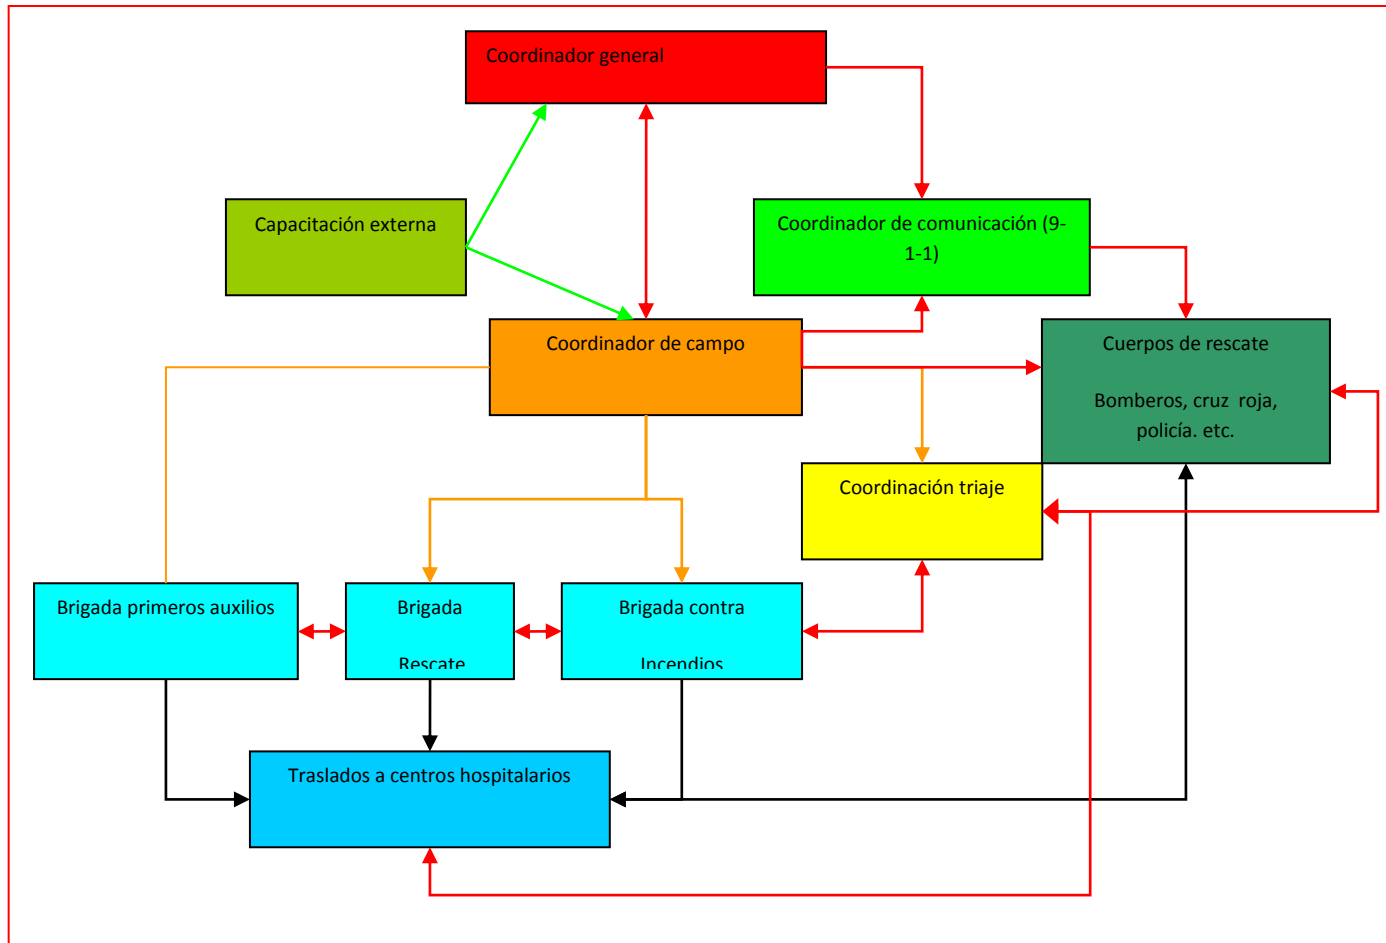 Coordinador general
Capacitación externa
Coordinador de comunicación (9-
1-1)
Coordinador de campo
Cuerpos de rescate
Bomberos, cruz  roja,
policía. etc.
Coordinación triaje
Brigada primeros auxilios
Brigada
Rescate
Brigada contra
Incendios
Traslados a centros hospitalarios